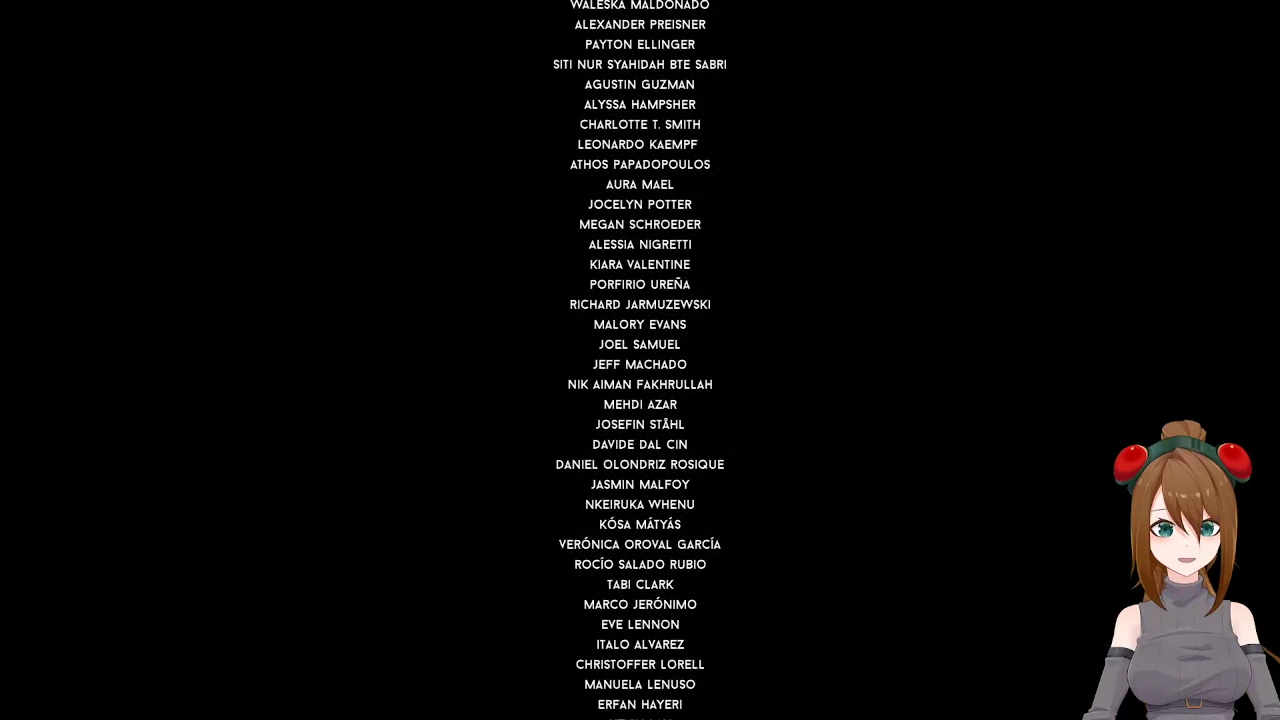 WALESKA MALDONADO
ALEXANDER PREISNER
PAYTON ELLINGER
SITI NUR SYAHIDAH BTE SABRI
AGUSTIN GUZMAN
ALYSSA HAMPSHER
CHARLOTTE T. SMITH
LEONARDO KAEMPF
ATHOS PAPADOPOULOS
AURA MAEL
JOCELYN POTTER
MEGAN SCHROEDER
ALESSIA NIGRETTI
KIARA VALENTINE
PORFIRIO UREÑA
RICHARD JARMUZEWSKI
MALORY EVANS
JOEL SAMUEL
JEFF MACHADO
NIK AIMAN FAKHRULLAH
MEHDI AZAR
JOSEFIN STÅHL
DAVIDE DAL CIN
DANIEL OLONDRIZ ROSIQUE
JASMIN MALFOY
NKEIRUKA WHENU
KÓSA MÁTYÁS
VERÓNICA OROVAL GARCÍA
ROCÍO SALADO RUBIO
TABI CLARK
MARCO JERÓNIMO
EVE LENNON
ITALO ALVAREZ
CHRISTOFFER LORELL
MANUELA LENUSO
ERFAN HAYERI